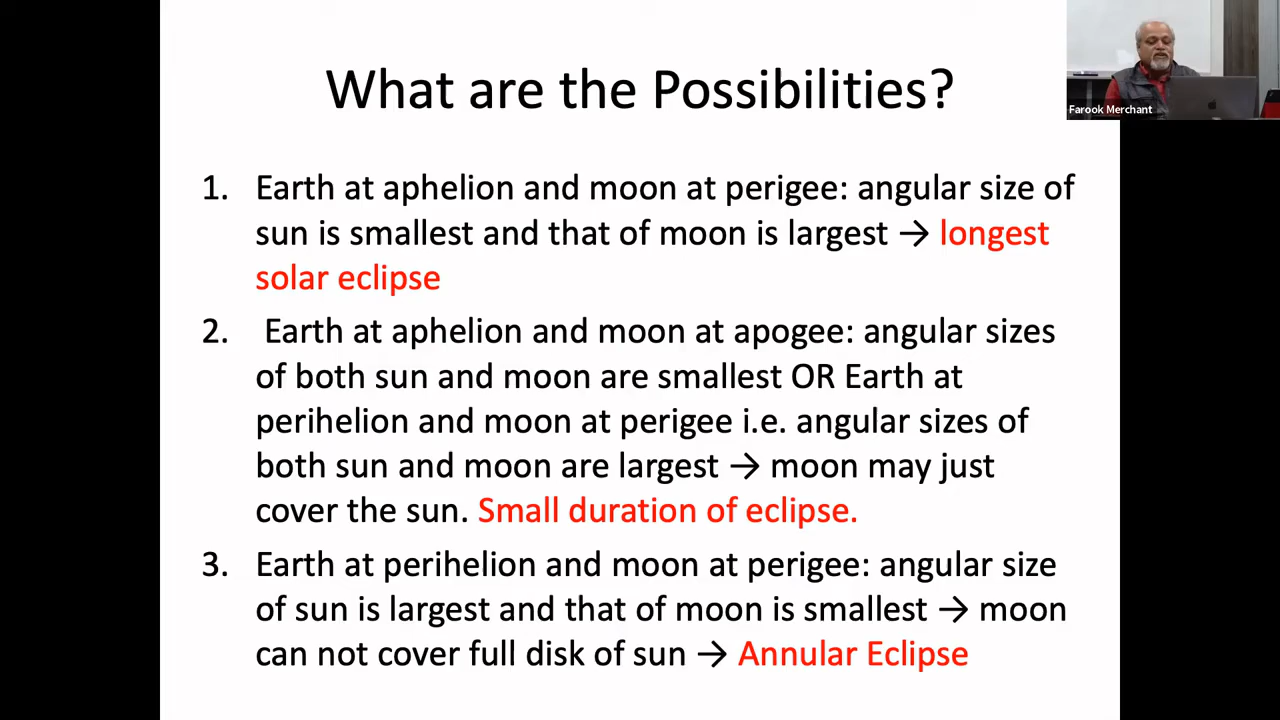 What are the Possibilities?
Farook Merchant
1. Earth at aphelion and moon at perigee: angular size of
sun is smallest and that of moon is largest → longest
solar eclipse
2. Earth at aphelion and moon at apogee: angular sizes
of both sun and moon are smallest OR Earth at
perihelion and moon at perigee i.e. angular sizes of
both sun and moon are largest → moon may just
cover the sun. Small duration of eclipse.
3. Earth at perihelion and moon at perigee: angular size
of sun is largest and that of moon is smallest → moon
can not cover full disk of sun → Annular Eclipse